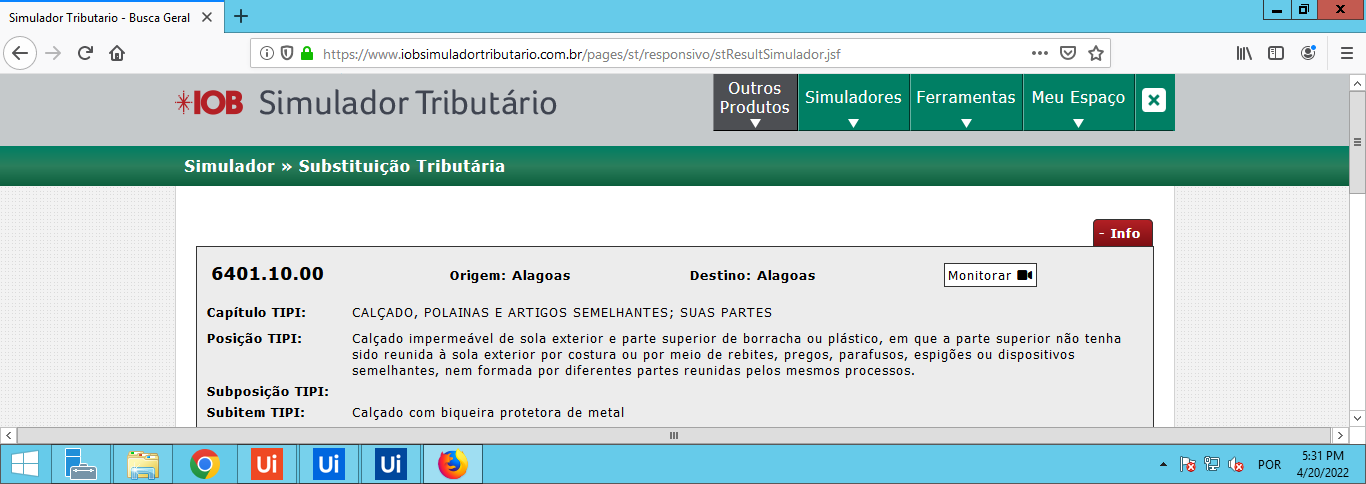 Simulador Tributario - Busca Geral
https://www.iobsimuladortributario.com.br/pages/st/responsivo/stResultSimulador.jsf
IOB Simulador Tributário
Outros Produtos
Simuladores
Ferramentas
Meu Espaço
Simulador » Substituição Tributária
- Info
6401.10.00
Origem: Alagoas
Destino: Alagoas
Monitorar
Capítulo TIPI: CALÇADO, POLAINAS E ARTIGOS SEMELHANTES; SUAS PARTES
Posição TIPI: Calçado impermeável de sola exterior e parte superior de borracha ou plástico, em que a parte superior não tenha
sido reunida à sola exterior por costura ou por meio de rebites, pregos, parafusos, espigões ou dispositivos
semelhantes, nem formada por diferentes partes reunidas pelos mesmos processos.
Subposição TIPI:
Subitem TIPI: Calçado com biqueira protetora de metal
Ui
Ui
Ui
POR
5:31 PM
4/20/2022